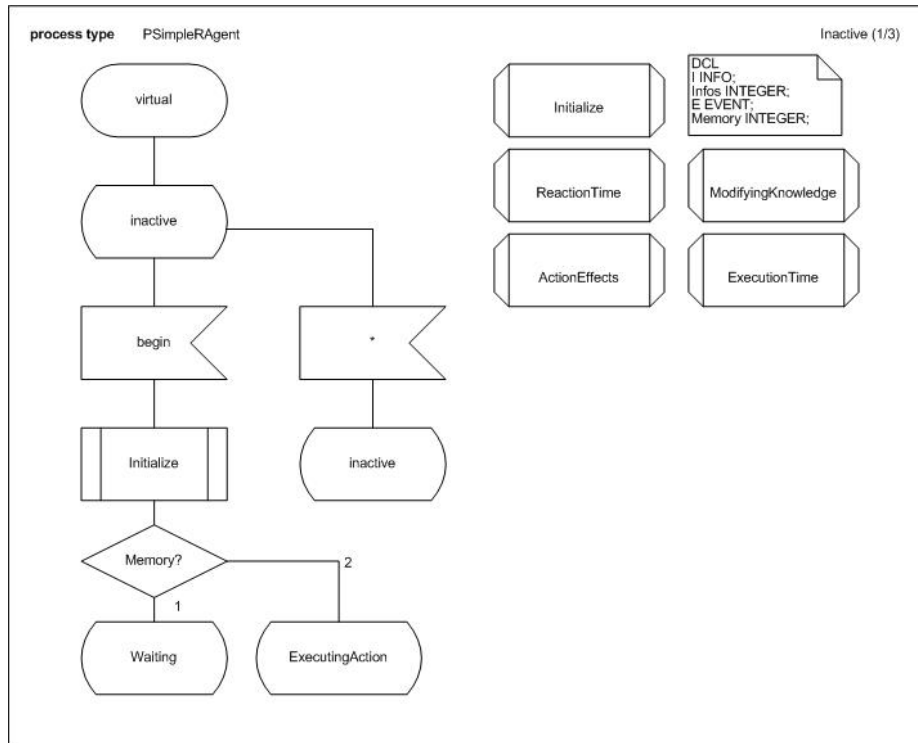 process type PSimpleRAgent
Inactive (1/3)
virtual
inactive
begin
*
Initialize
inactive
Memory?
2
1
Waiting
ExecutingAction
Initialize
DCL
I INFO;
Infos INTEGER;
E EVENT;
Memory INTEGER;
ReactionTime
ModifyingKnowledge
ActionEffects
ExecutionTime